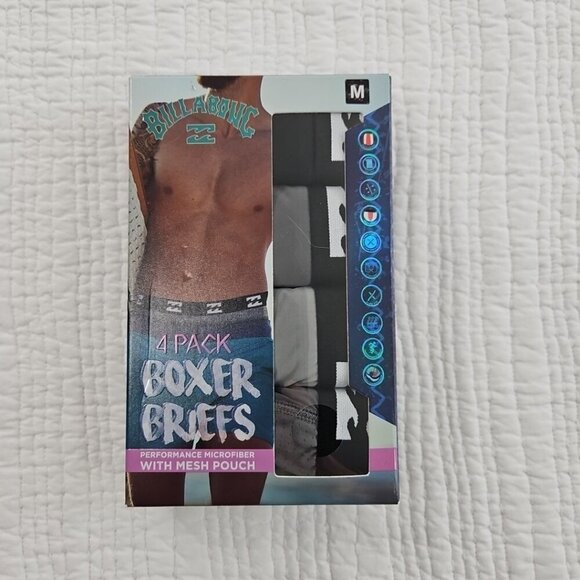 BILLABONG
M
4 PACK
BOXER
BRIEFS
PERFORMANCE MICROFIBER
WITH MESH POUCH